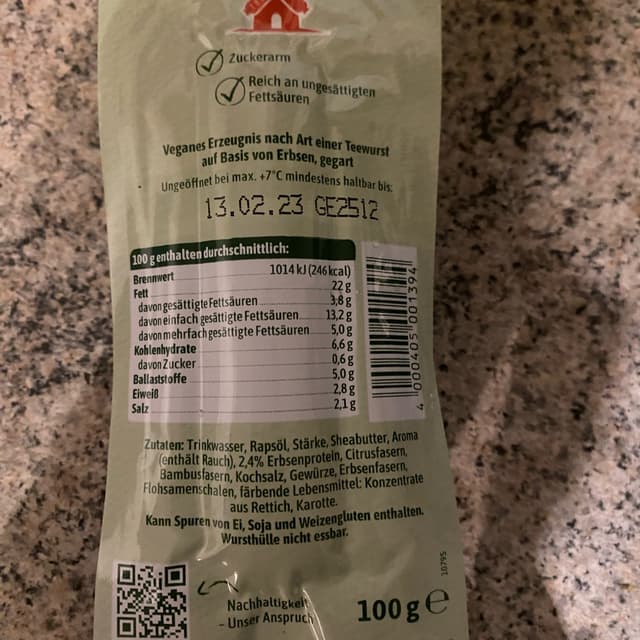 Zuckerarm
Reich an ungesättigten
Fettsäuren
Veganes Erzeugnis nach Art einer Teewurst
auf Basis von Erbsen, gegart
Ungeöffnet bei max. +7°C mindestens haltbar bis:
13.02.23 GE2512
100 g enthalten durchschnittlich:
Brennwert 1014 kJ (246 kcal)
Fett 22 g
davon gesättigte Fettsäuren 3,8 g
davon einfach gesättigte Fettsäuren 13,2 g
davon mehrfach gesättigte Fettsäuren 5,0 g
Kohlenhydrate 6,6 g
davon Zucker 0,6 g
Ballaststoffe 5,0 g
Eiweiß 2,8 g
Salz 2,1 g
4 000405 001394
Zutaten: Trinkwasser, Rapsöl, Stärke, Sheabutter, Aroma
(enthält Rauch), 2,4% Erbsenprotein, Citrusfasern,
Bambusfasern, Kochsalz, Gewürze, Erbsenfasern,
Flohsamenschalen, färbende Lebensmittel: Konzentrate
aus Rettich, Karotte.
Kann Spuren von Ei, Soja und Weizengluten enthalten.
Wursthülle nicht essbar.
10795
Nachhaltigkeit
- Unser Anspruch
100 g e